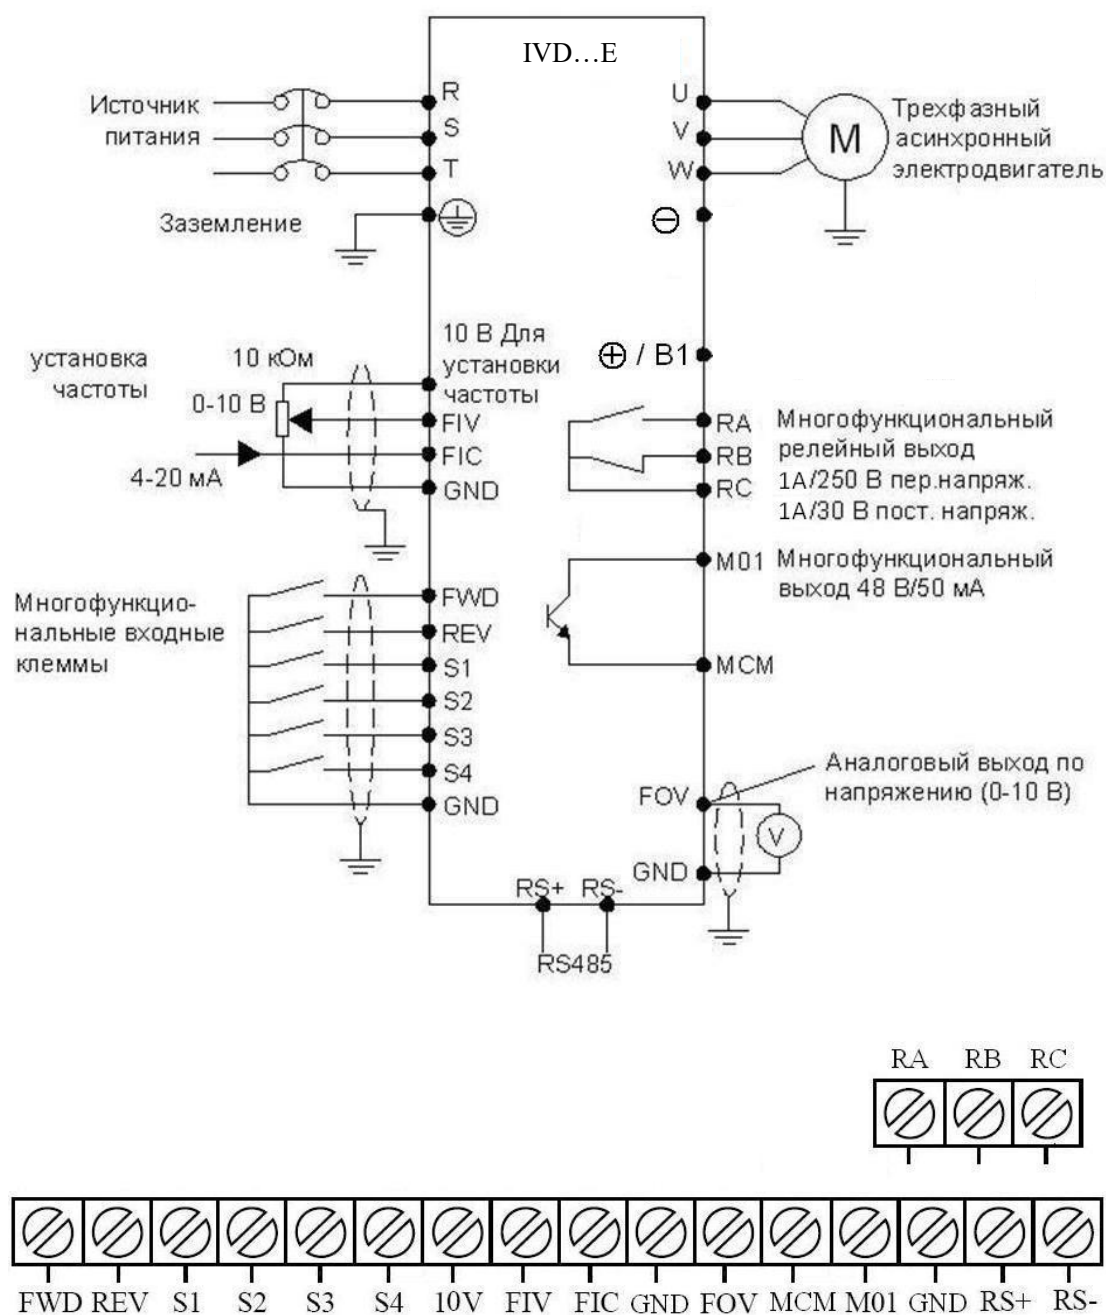 IVD…E
Источник
питания
R
S
T
Заземление
U
V
W
M
Трехфазный
асинхронный
электродвигатель
⊖
⊕ / B1
установка
частоты
10 кОм
0-10 В
4-20 мА
10 В Для
установки
частоты
FIV
FIC
GND
RA
RB
RC
Многофункциональный
релейный выход
1А/250 В пер.напряж.
1А/30 В пост. напряж.
M01
Многофункциональный
выход 48 В/50 мА
MCM
Многофункцио-
нальные входные
клеммы
FWD
REV
S1
S2
S3
S4
GND
FOV
GND
V
Аналоговый выход по
напряжению (0-10 В)
RS+ RS-
RS485
RA RB RC
FWD REV S1 S2 S3 S4 10V FIV FIC GND FOV MCM M01 GND RS+ RS-